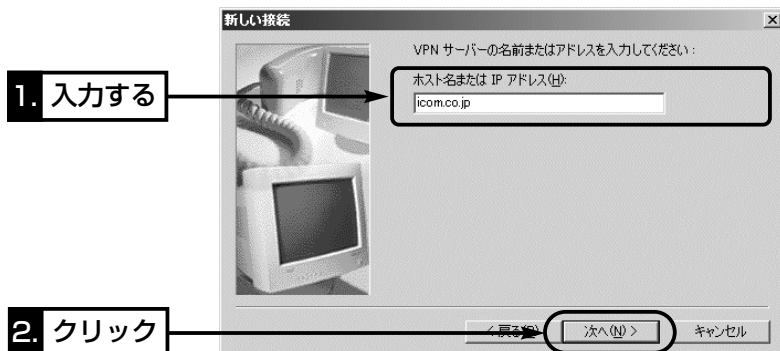 新しい接続
VPN サーバーの名前またはアドレスを入力してください :
ホスト名または IP アドレス(H):
icom.co.jp
1. 入力する
2. クリック
< 戻る(B)
次へ(N) >
キャンセル